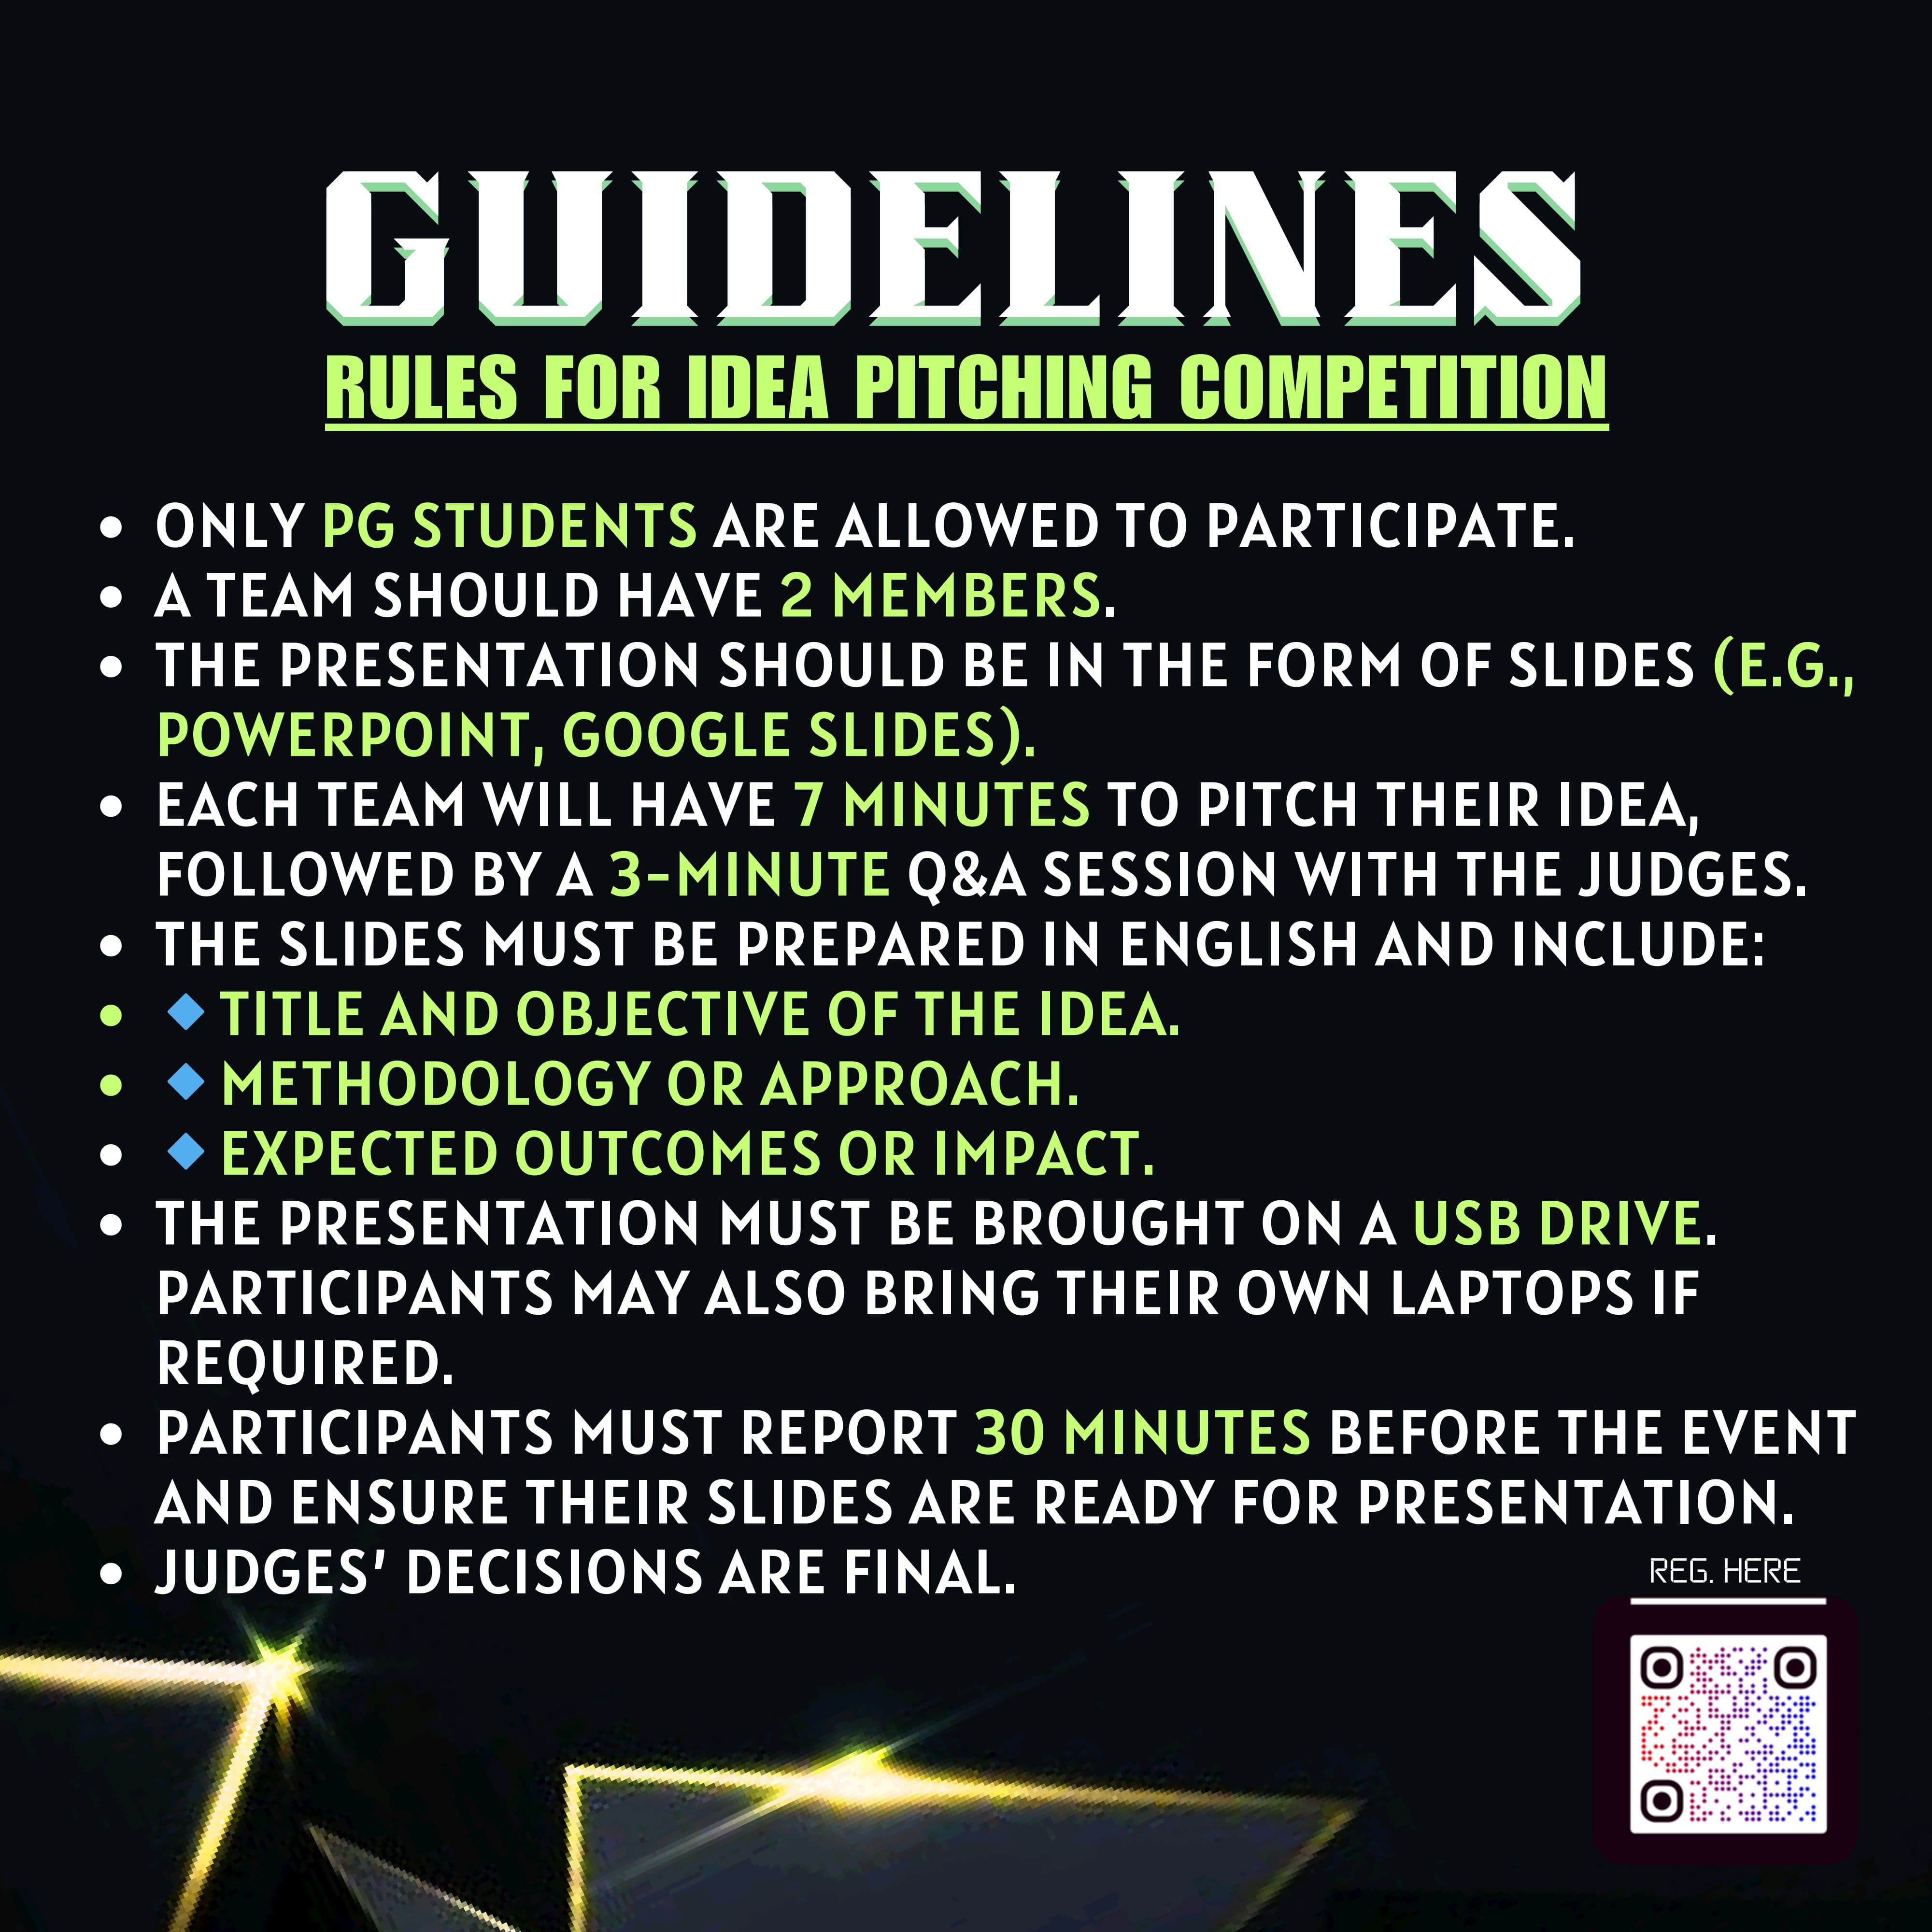 GUIDELINES
RULES FOR IDEA PITCHING COMPETITION
• ONLY PG STUDENTS ARE ALLOWED TO PARTICIPATE.
• A TEAM SHOULD HAVE 2 MEMBERS.
• THE PRESENTATION SHOULD BE IN THE FORM OF SLIDES (E.G.,
POWERPOINT, GOOGLE SLIDES).
• EACH TEAM WILL HAVE 7 MINUTES TO PITCH THEIR IDEA,
FOLLOWED BY A 3-MINUTE Q&A SESSION WITH THE JUDGES.
• THE SLIDES MUST BE PREPARED IN ENGLISH AND INCLUDE:
• 🔹 TITLE AND OBJECTIVE OF THE IDEA.
• 🔹 METHODOLOGY OR APPROACH.
• 🔹 EXPECTED OUTCOMES OR IMPACT.
• THE PRESENTATION MUST BE BROUGHT ON A USB DRIVE.
PARTICIPANTS MAY ALSO BRING THEIR OWN LAPTOPS IF
REQUIRED.
• PARTICIPANTS MUST REPORT 30 MINUTES BEFORE THE EVENT
AND ENSURE THEIR SLIDES ARE READY FOR PRESENTATION.
• JUDGES’ DECISIONS ARE FINAL.
REG. HERE